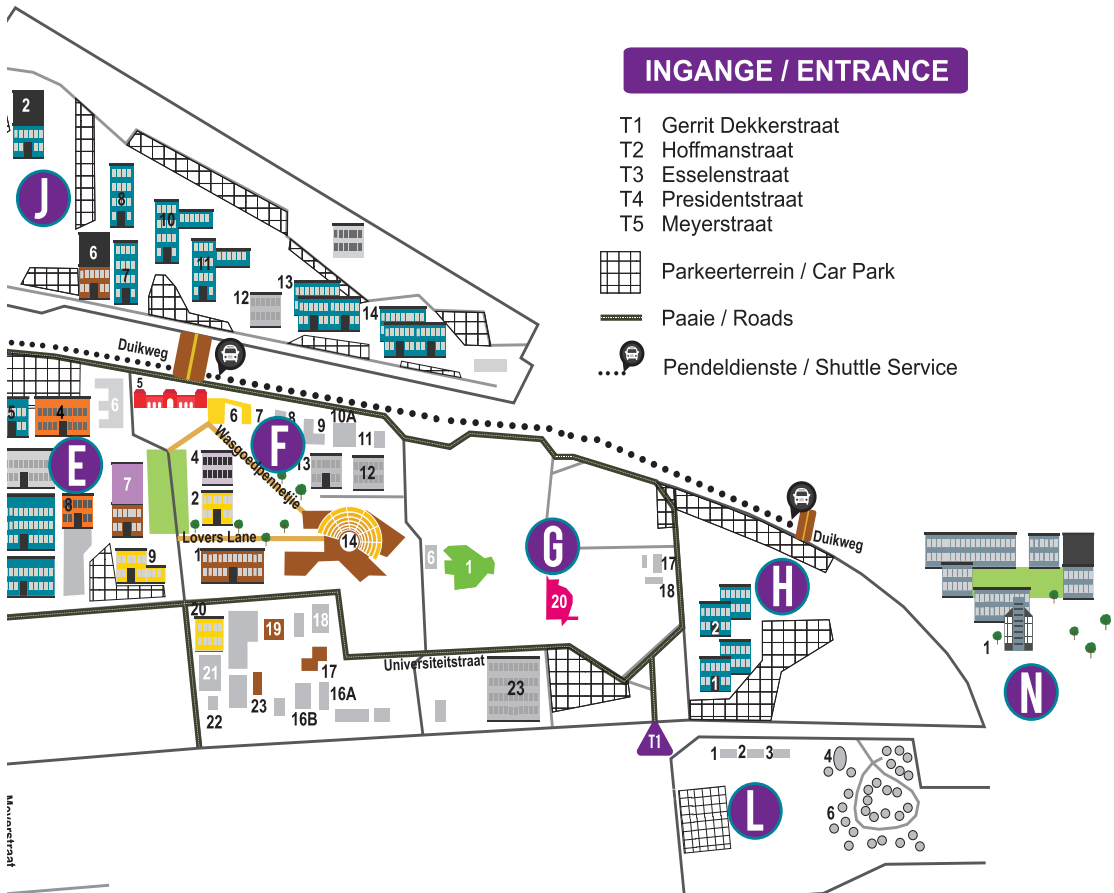 INGANGE / ENTRANCE
T1 Gerrit Dekkerstraat
T2 Hoffmanstraat
T3 Esselenstraat
T4 Presidentstraat
T5 Meyerstraat
Parkeerterrein / Car Park
Paaie / Roads
Pendeldienste / Shuttle Service
2
J
8
10
6
7
11
12
13
14
Duikweg
5
6
5
4
6
7
8
9
10A
11
F
Wasgoedpennetjie
E
4
13
12
7
2
8
Lovers Lane
14
9
1
6
1
G
20
17
18
Duikweg
H
2
1
1
N
20
19
18
21
17
16A
23
22
16B
Universiteitstraat
23
T1
1 2 3
4
L
6
Meyerstraat